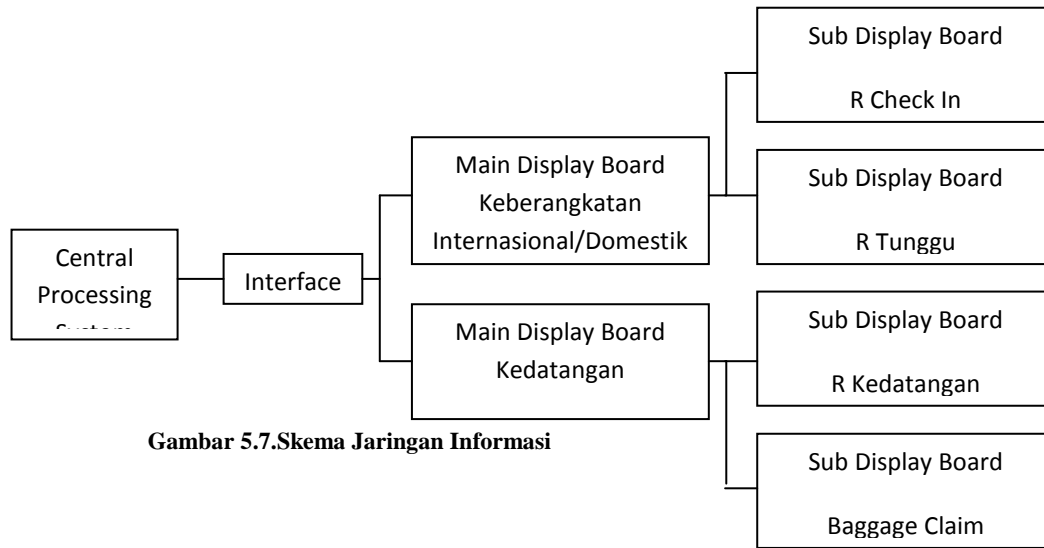 Central
Processing
Interface
Main Display Board
Keberangkatan
Internasional/Domestik
Main Display Board
Kedatangan
Sub Display Board
R Check In
Sub Display Board
R Tunggu
Sub Display Board
R Kedatangan
Sub Display Board
Baggage Claim
Gambar 5.7.Skema Jaringan Informasi